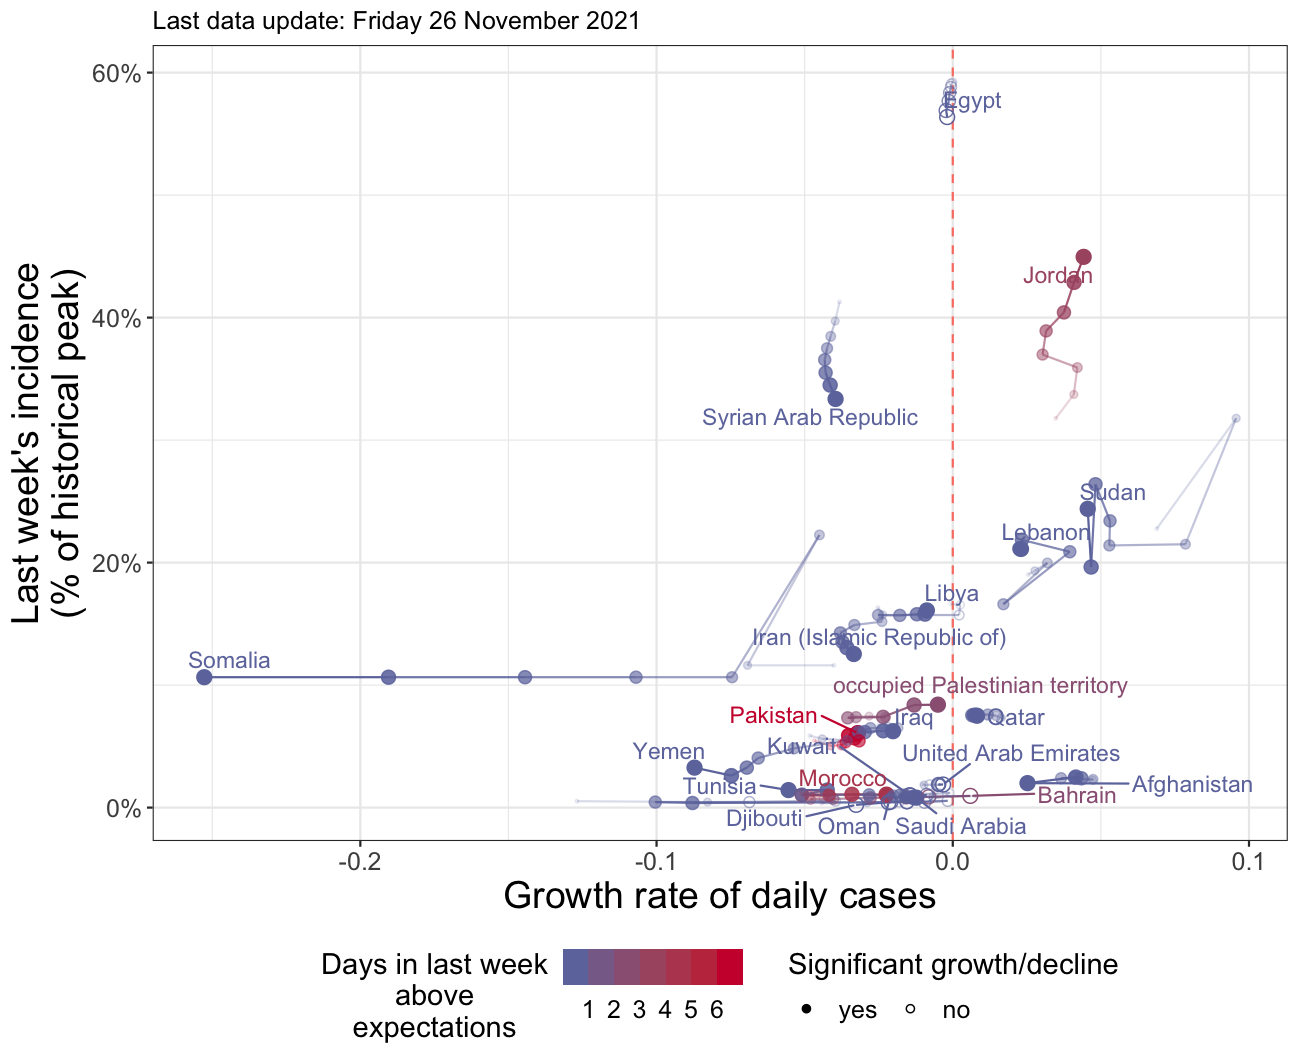 Last data update: Friday 26 November 2021
Last week's incidence
(% of historical peak)
60%
40%
20%
0%
Egypt
Jordan
Syrian Arab Republic
Sudan
Lebanon
Libya
Iran (Islamic Republic of)
Somalia
occupied Palestinian territory
Pakistan
Iraq
Qatar
Kuwait
Yemen
United Arab Emirates
Tunisia
Morocco
Afghanistan
Bahrain
Djibouti
Oman
Saudi Arabia
-0.2
-0.1
0.0
0.1
Growth rate of daily cases
Days in last week
above
expectations
1 2 3 4 5 6
Significant growth/decline
yes
no